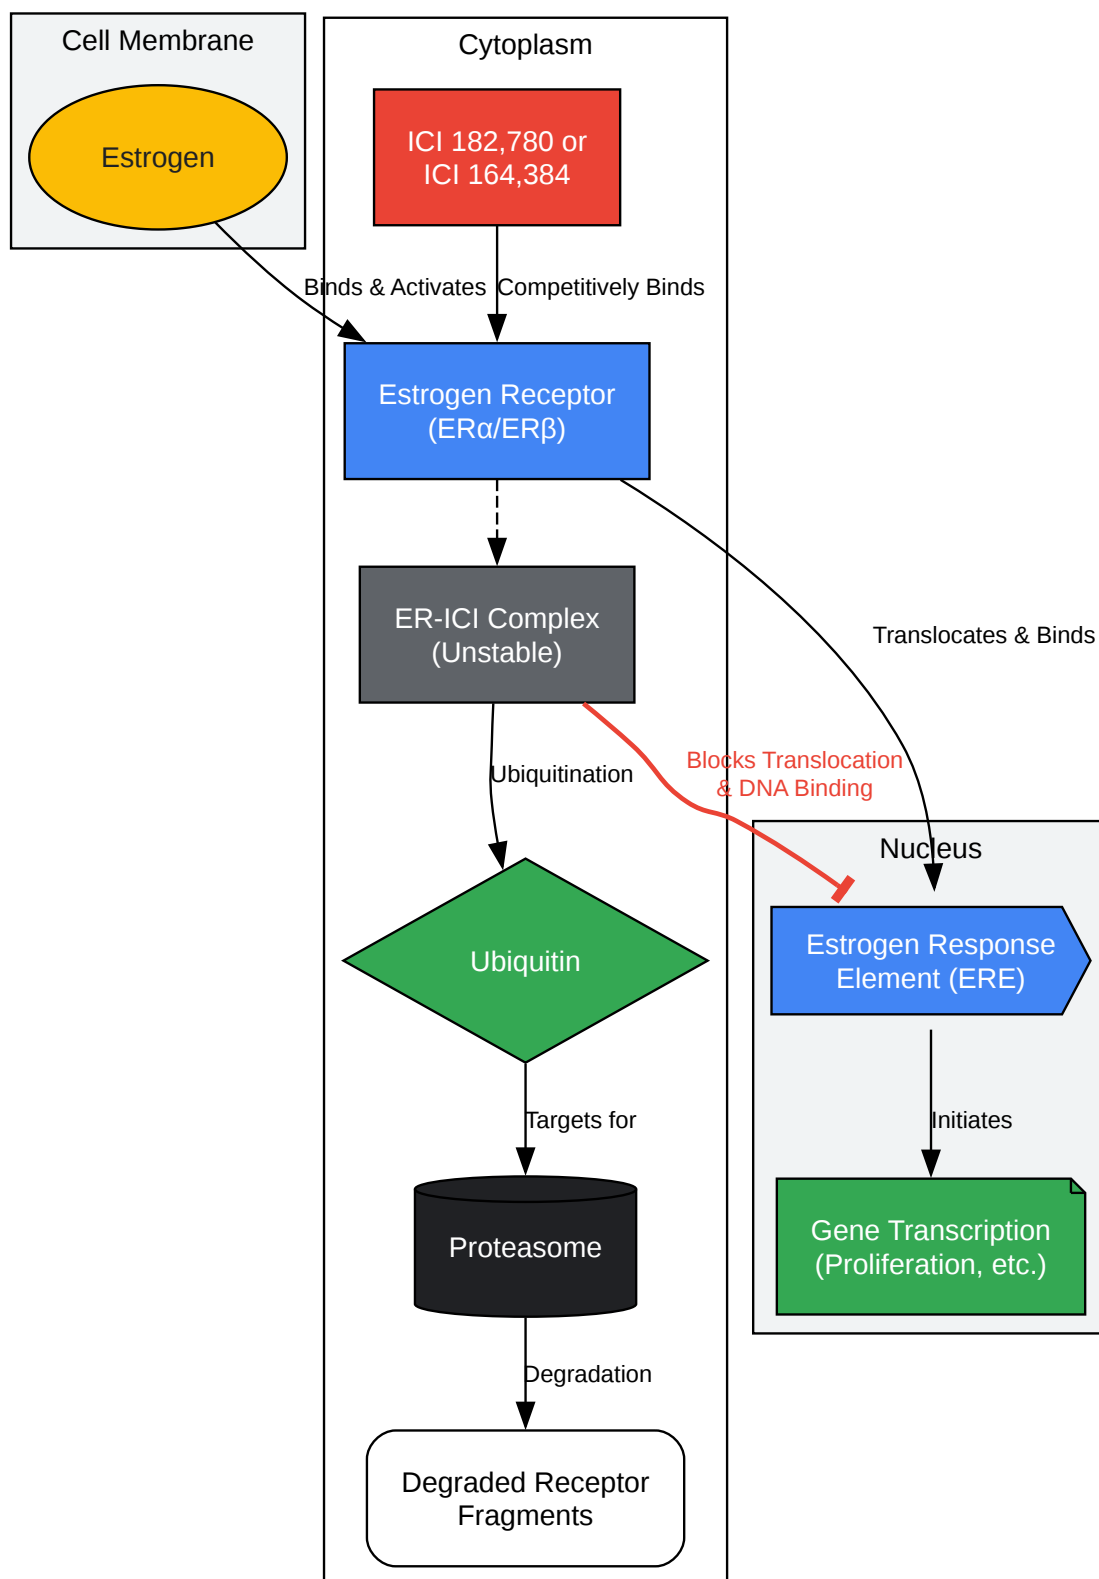 Cell Membrane
Cytoplasm
Estrogen
ICI 182,780 or
ICI 164,384
Binds & Activates
Competitively Binds
Estrogen Receptor
(ERα/ERβ)
ER-ICI Complex
(Unstable)
Translocates & Binds
Ubiquitination
Blocks Translocation
& DNA Binding
Nucleus
Ubiquitin
Estrogen Response
Element (ERE)
Targets for
Initiates
Proteasome
Gene Transcription
(Proliferation, etc.)
Degradation
Degraded Receptor
Fragments